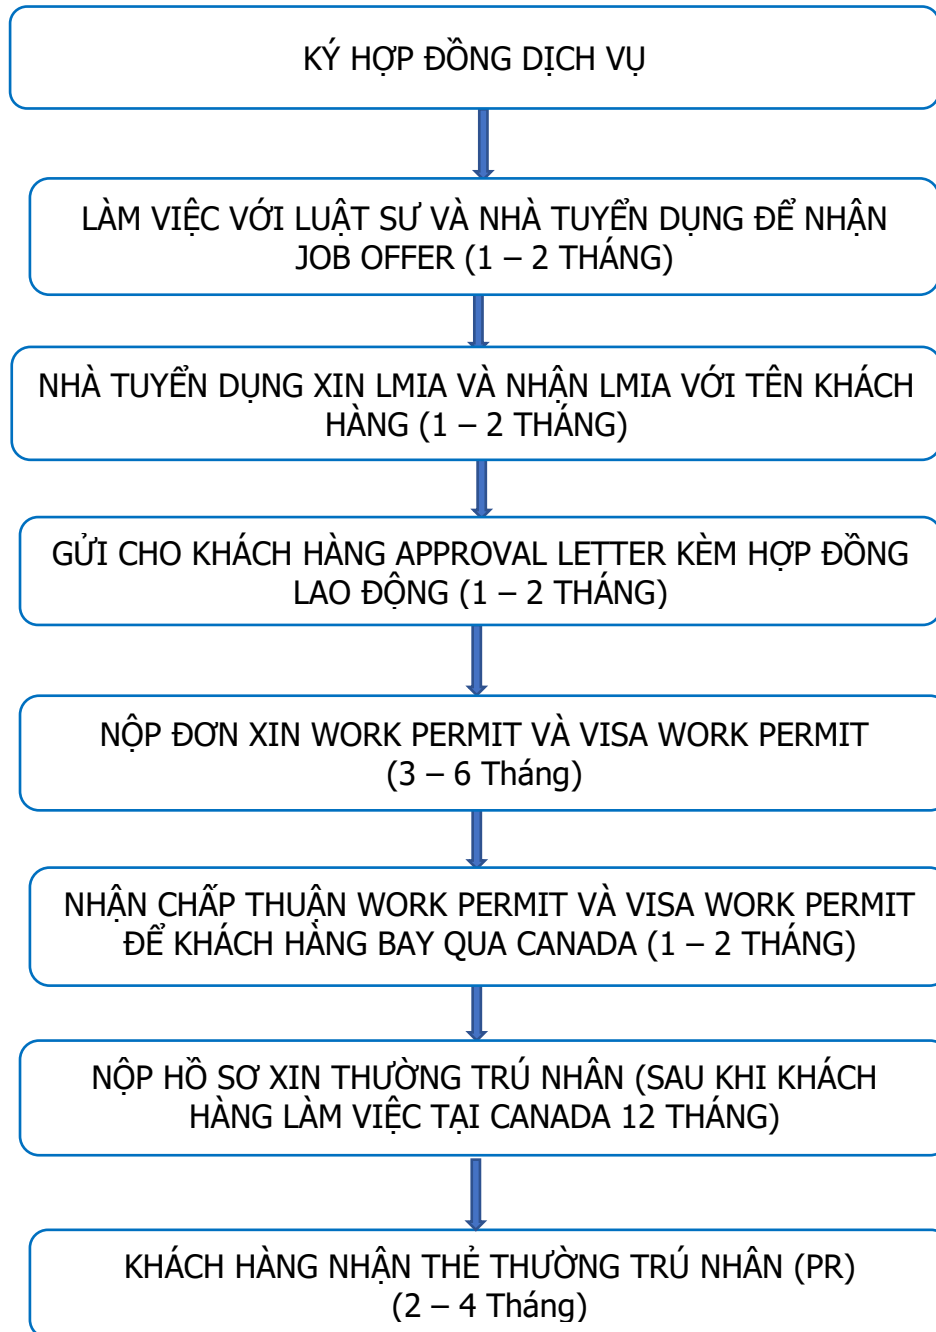 KÝ HỢP ĐỒNG DỊCH VỤ
LÀM VIỆC VỚI LUẬT SƯ VÀ NHÀ TUYỂN DỤNG ĐỂ NHẬN
JOB OFFER (1 – 2 THÁNG)
NHÀ TUYỂN DỤNG XIN LMIA VÀ NHẬN LMIA VỚI TÊN KHÁCH
HÀNG (1 – 2 THÁNG)
GỬI CHO KHÁCH HÀNG APPROVAL LETTER KÈM HỢP ĐỒNG
LAO ĐỘNG (1 – 2 THÁNG)
NỘP ĐƠN XIN WORK PERMIT VÀ VISA WORK PERMIT
(3 – 6 Tháng)
NHẬN CHẤP THUẬN WORK PERMIT VÀ VISA WORK PERMIT
ĐỂ KHÁCH HÀNG BAY QUA CANADA (1 – 2 THÁNG)
NỘP HỒ SƠ XIN THƯỜNG TRÚ NHÂN (SAU KHI KHÁCH
HÀNG LÀM VIỆC TẠI CANADA 12 THÁNG)
KHÁCH HÀNG NHẬN THẺ THƯỜNG TRÚ NHÂN (PR)
(2 – 4 Tháng)